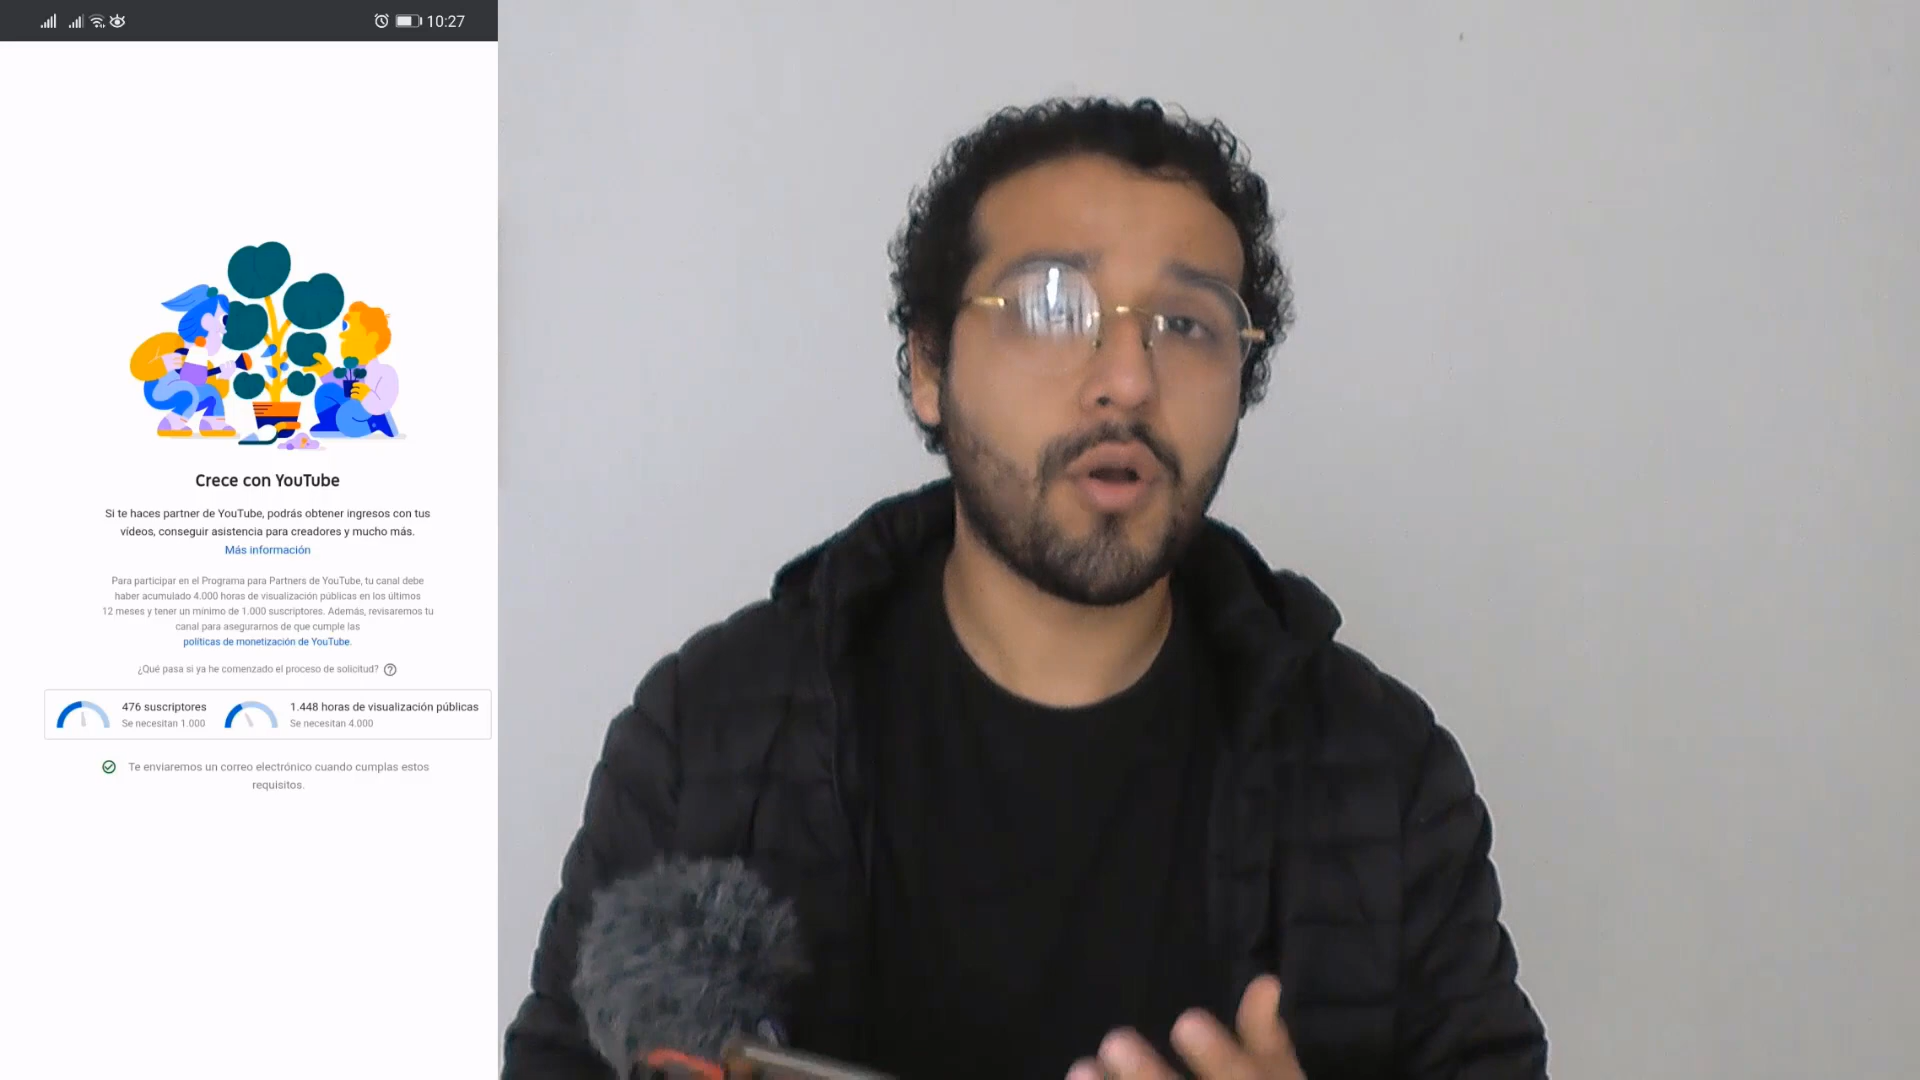 10:27
Crece con YouTube
Si te haces partner de YouTube, podrás obtener ingresos con tus
vídeos, conseguir asistencia para creadores y mucho más.
Más información
Para participar en el Programa para Partners de YouTube, tu canal debe
haber acumulado 4.000 horas de visualización públicas en los últimos
12 meses y tener un mínimo de 1.000 suscriptores. Además, revisaremos tu
canal para asegurarnos de que cumple las
políticas de monetización de YouTube.
¿Qué pasa si ya he comenzado el proceso de solicitud? ?
476 suscriptores
Se necesitan 1.000
1.448 horas de visualización públicas
Se necesitan 4.000
Te enviaremos un correo electrónico cuando cumplas estos
requisitos.